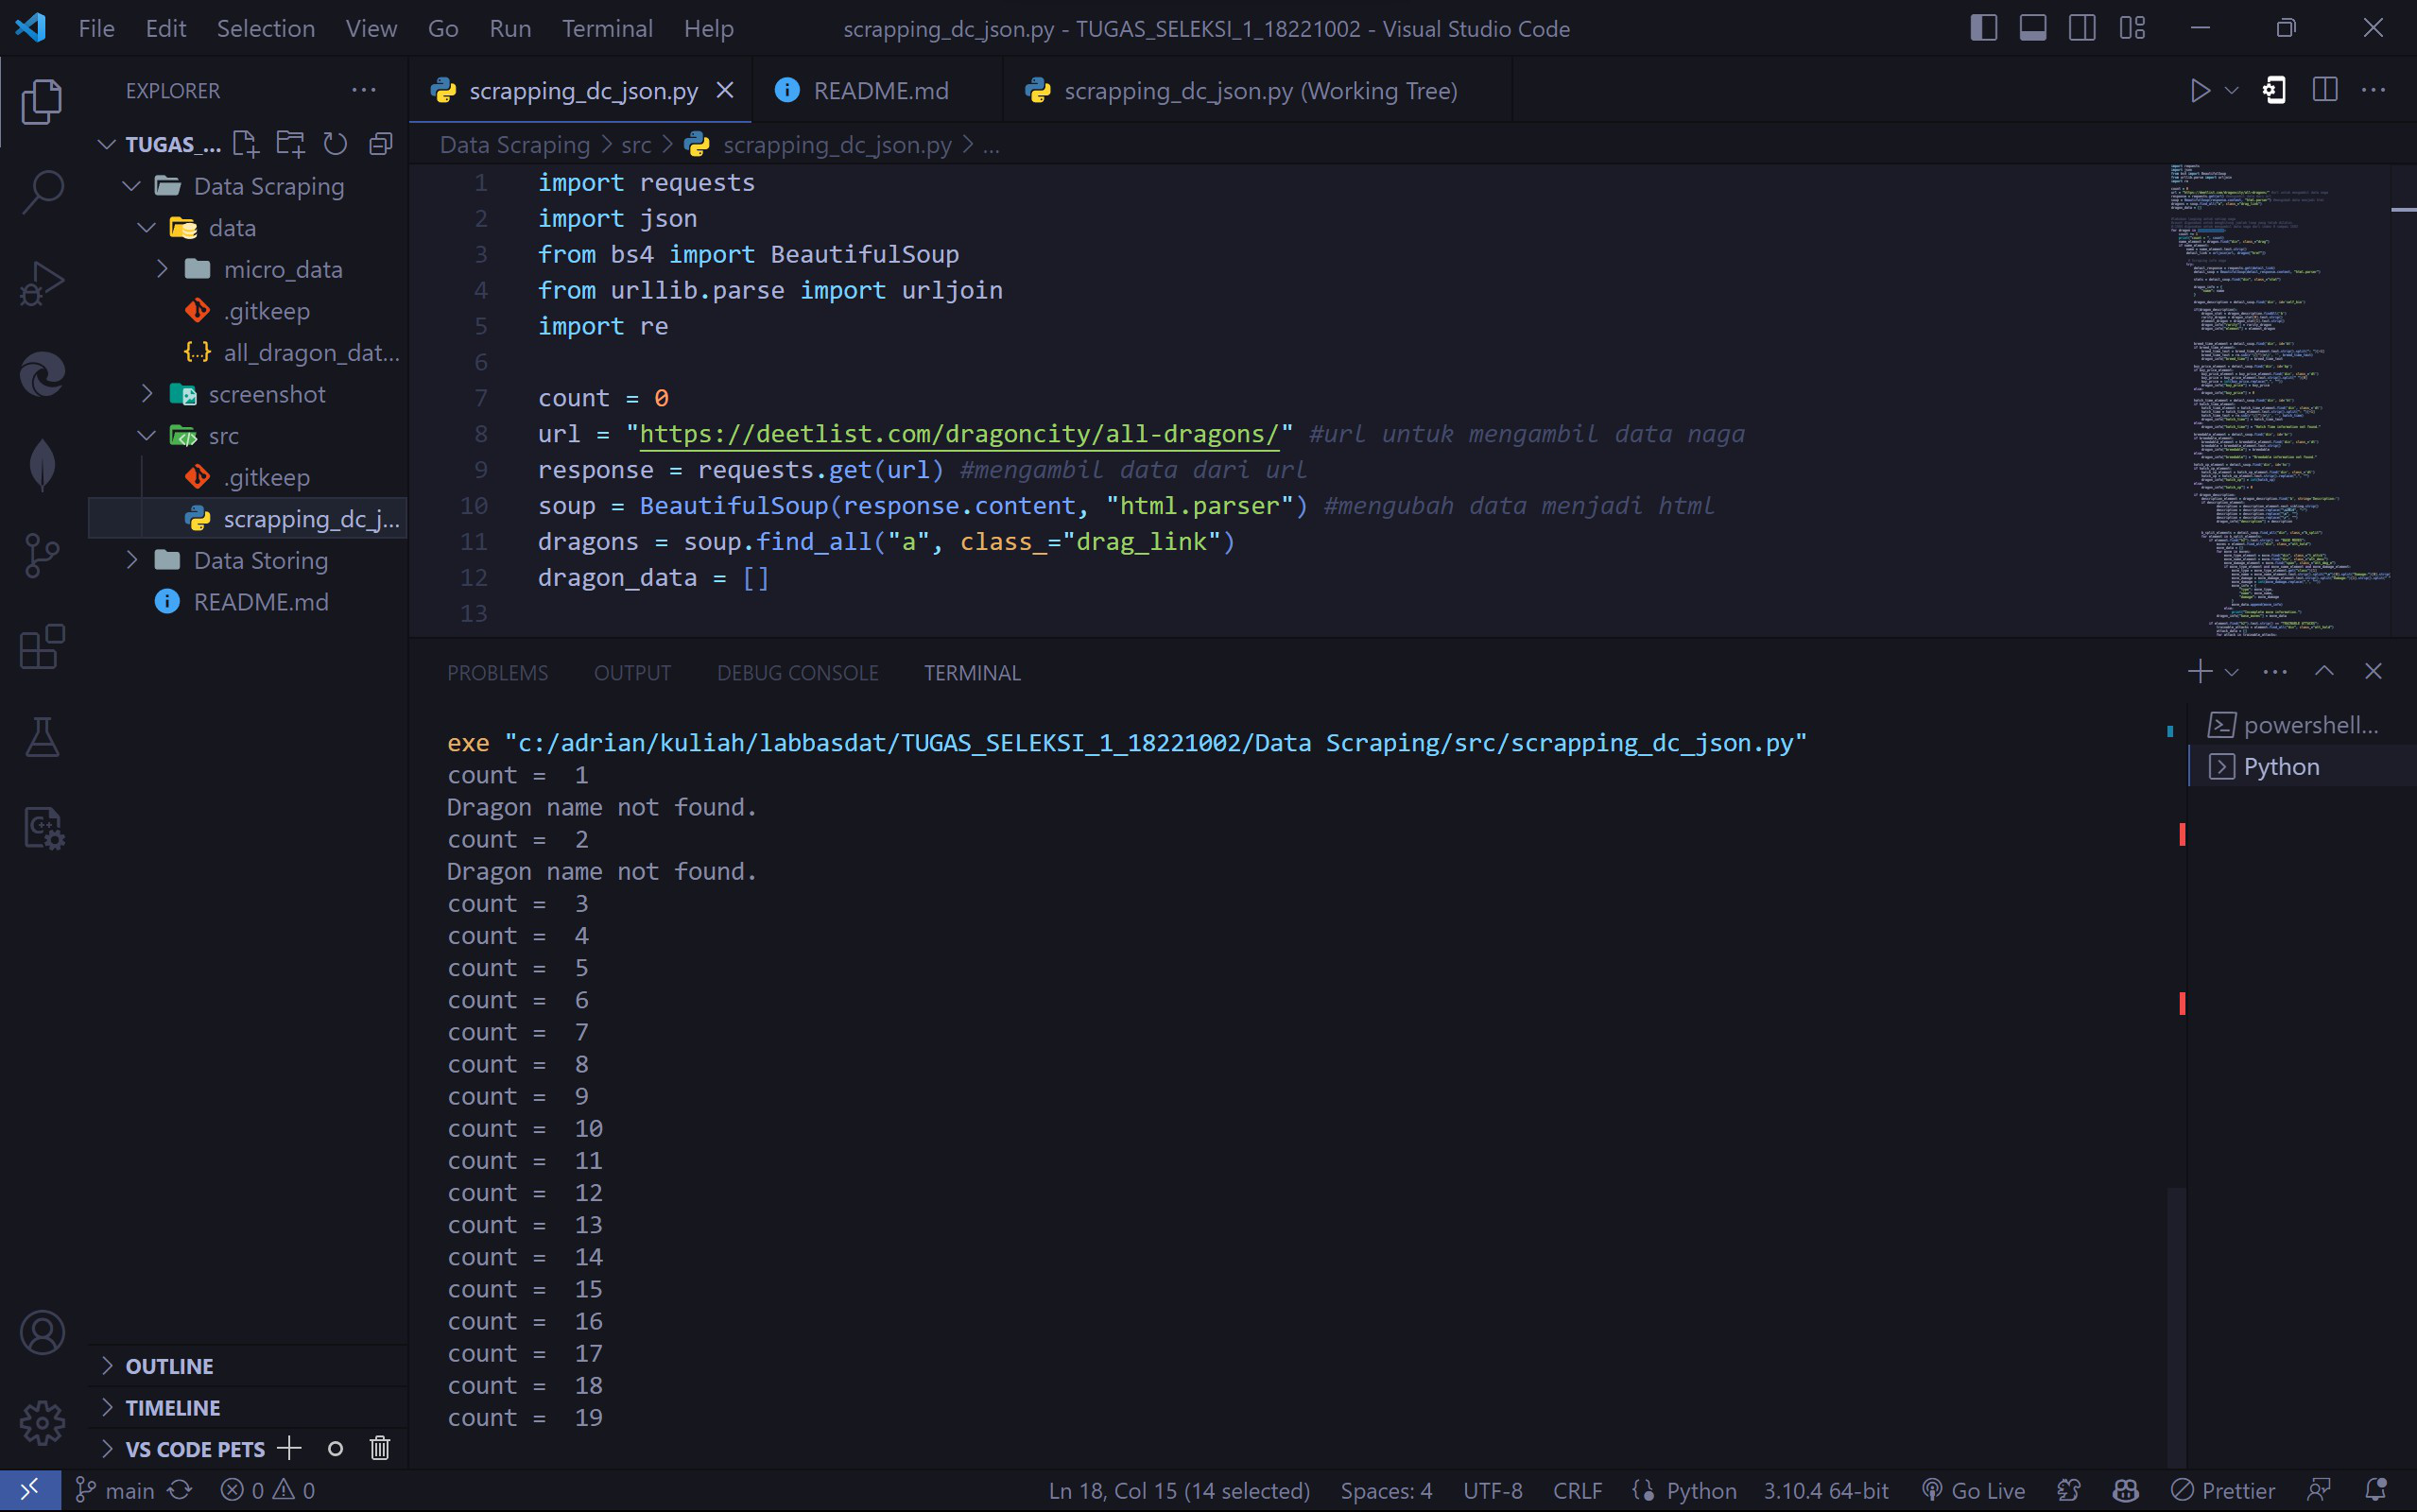 File Edit Selection View Go Run Terminal Help
scrapping_dc_json.py - TUGAS_SELEKSI_1_18221002 - Visual Studio Code
EXPLORER
TUGAS_...
Data Scraping
data
micro_data
.gitkeep
{...} all_dragon_dat...
screenshot
src
.gitkeep
scrapping_dc_j...
Data Storing
README.md
OUTLINE
TIMELINE
VS CODE PETS
scrapping_dc_json.py
README.md
scrapping_dc_json.py (Working Tree)
Data Scraping > src > scrapping_dc_json.py > ...
1 import requests
2 import json
3 from bs4 import BeautifulSoup
4 from urllib.parse import urljoin
5 import re
6
7 count = 0
8 url = "https://deetlist.com/dragoncity/all-dragons/" #url untuk mengambil data naga
9 response = requests.get(url) #mengambil data dari url
10 soup = BeautifulSoup(response.content, "html.parser") #mengubah data menjadi html
11 dragons = soup.find_all("a", class_="drag_link")
12 dragon_data = []
13
PROBLEMS OUTPUT DEBUG CONSOLE TERMINAL
exe "c:/adrian/kuliah/labbasdat/TUGAS_SELEKSI_1_18221002/Data Scraping/src/scrapping_dc_json.py"
count =  1
Dragon name not found.
count =  2
Dragon name not found.
count =  3
count =  4
count =  5
count =  6
count =  7
count =  8
count =  9
count =  10
count =  11
count =  12
count =  13
count =  14
count =  15
count =  16
count =  17
count =  18
count =  19
powershell...
Python
main 0 0 Ln 18, Col 15 (14 selected) Spaces: 4 UTF-8 CRLF Python 3.10.4 64-bit Go Live Prettier